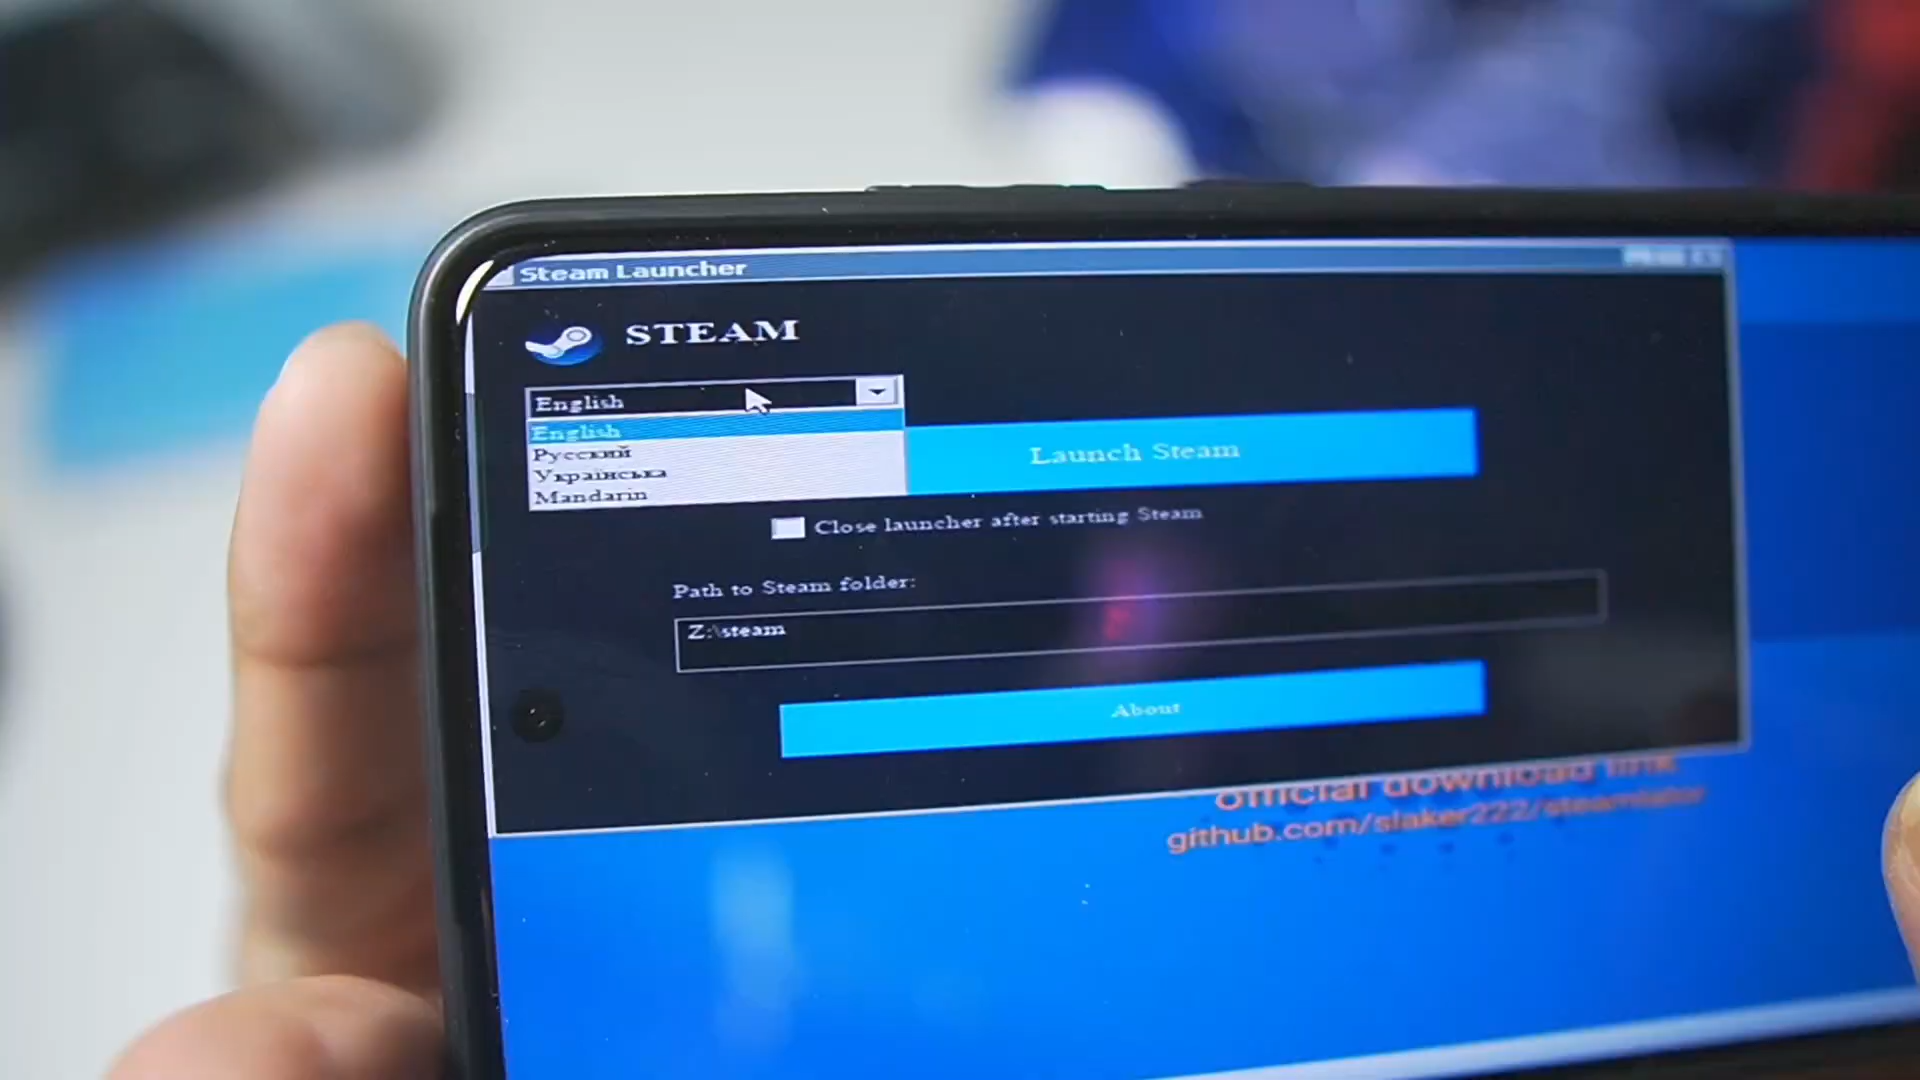 Steam Launcher
STEAM
English
English
Русский
Українська
Mandarin
Launch Steam
Close launcher after starting Steam
Path to Steam folder:
Z:\steam
About
official download link
github.com/slaker222/steamlator